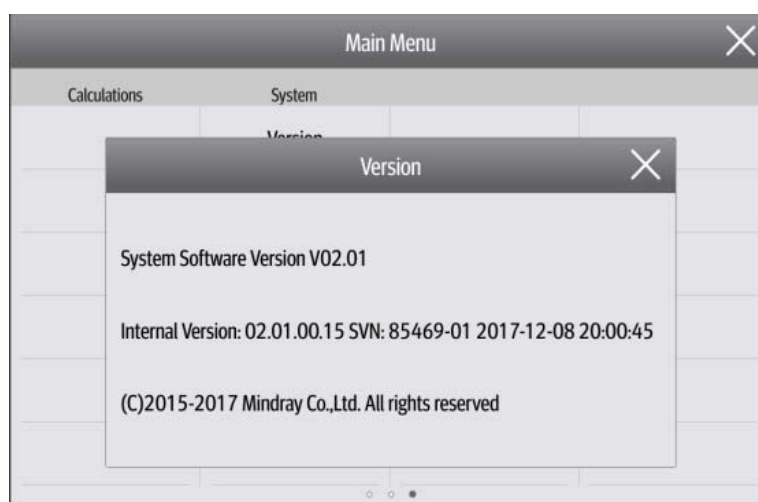 Main Menu
Calculations System
Version
Version
System Software Version V02.01
Internal Version: 02.01.00.15 SVN: 85469-01 2017-12-08 20:00:45
(C)2015-2017 Mindray Co.,Ltd. All rights reserved